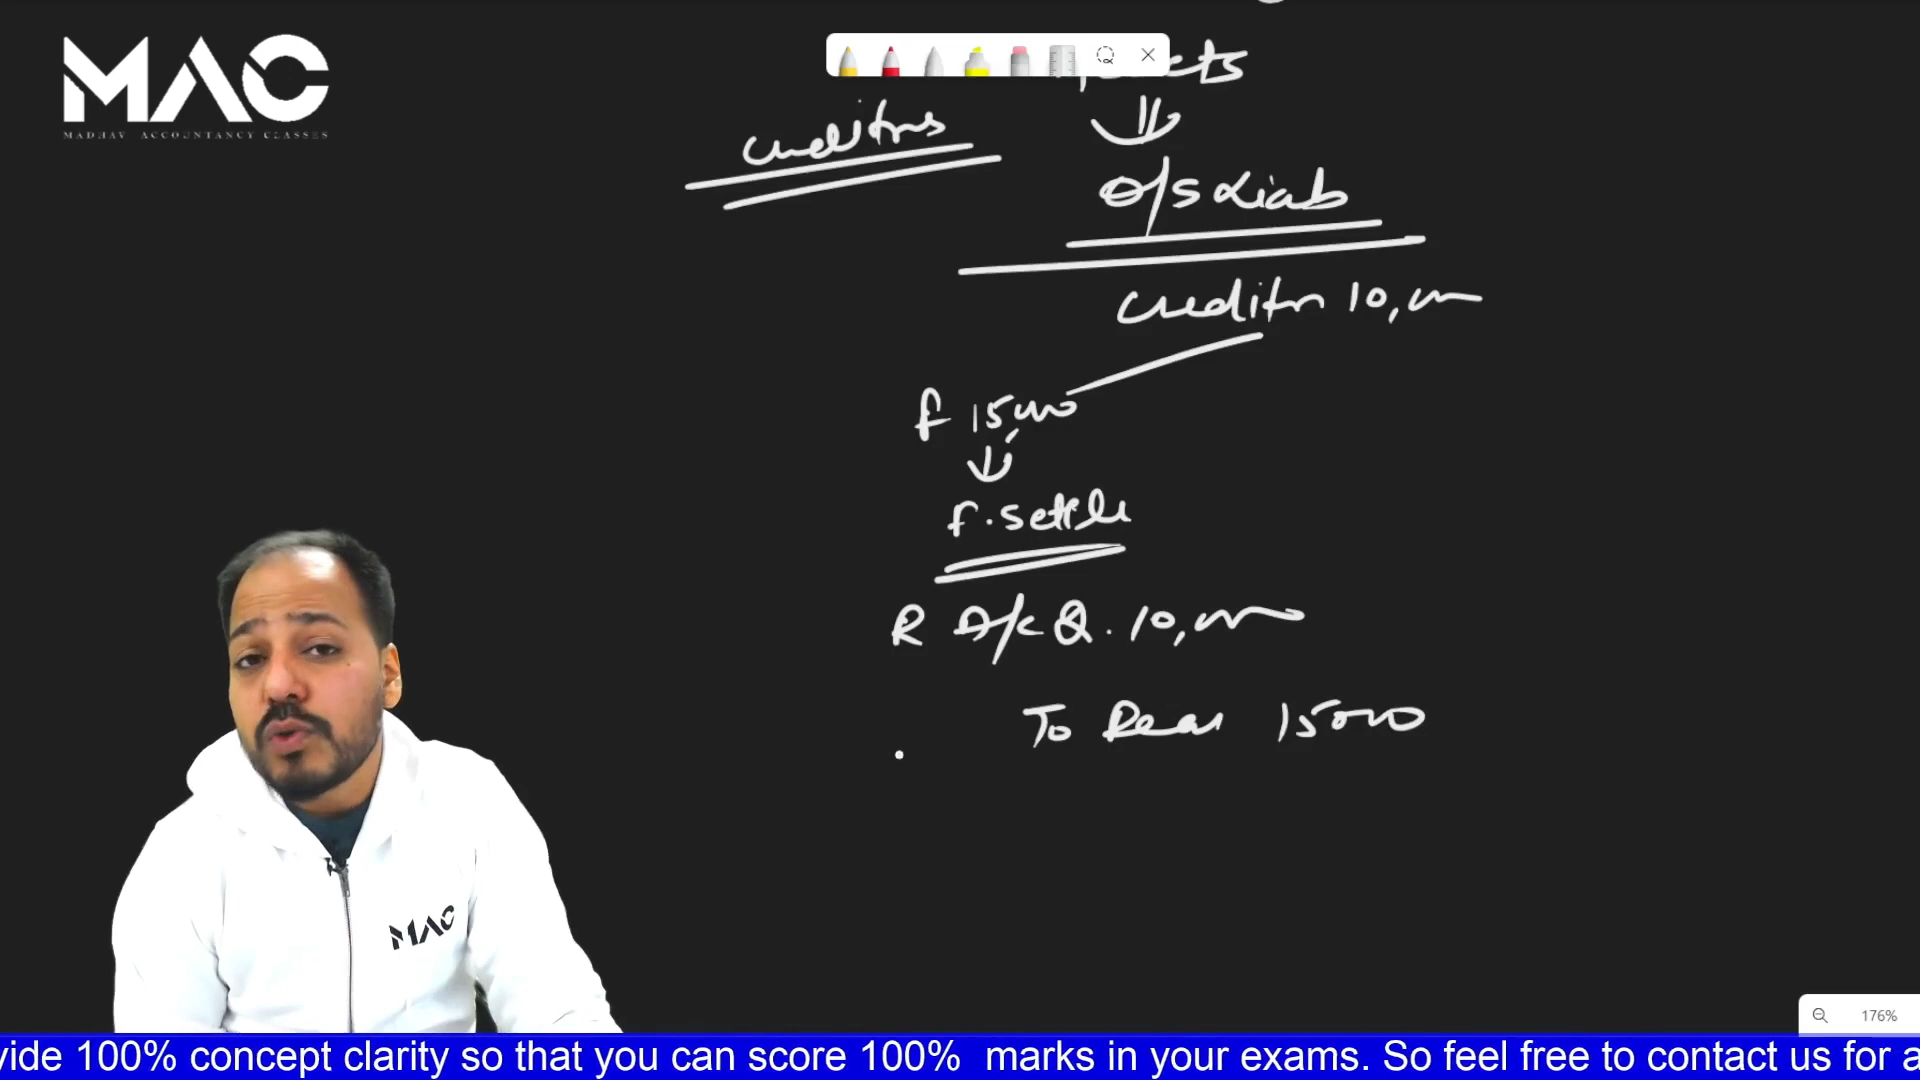 MAC
MADHAV ACCOUNTANCY CLASSES
creditors
O/S Liab
creditor 10,000
F 15,000
F. Settle
R A/c Dr. 10,000
To 15000
MAC
176%
vide 100% concept clarity so that you can score 100% marks in your exams. So feel free to contact us for a